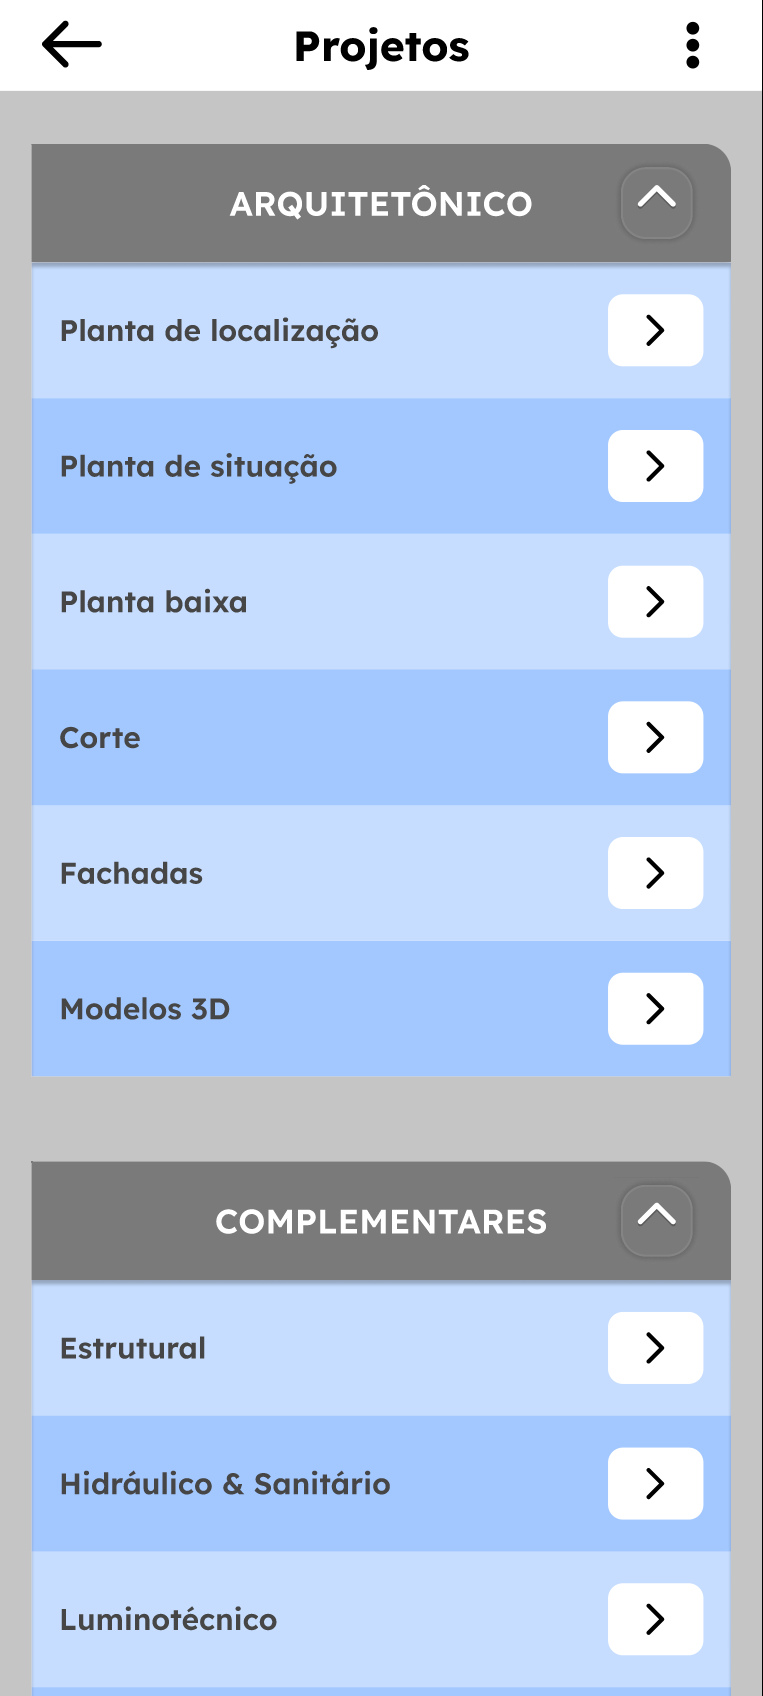 Projetos
ARQUITETÔNICO
Planta de localização
Planta de situação
Planta baixa
Corte
Fachadas
Modelos 3D
COMPLEMENTARES
Estrutural
Hidráulico & Sanitário
Luminotécnico